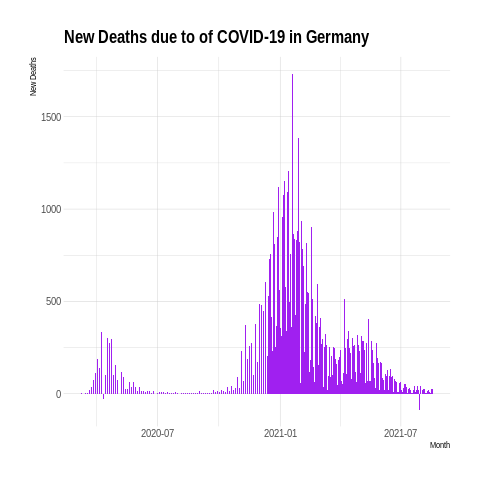 New Deaths due to of COVID-19 in Germany
New Deaths
1500
1000
500
0
2020-07
2021-01
2021-07
Month